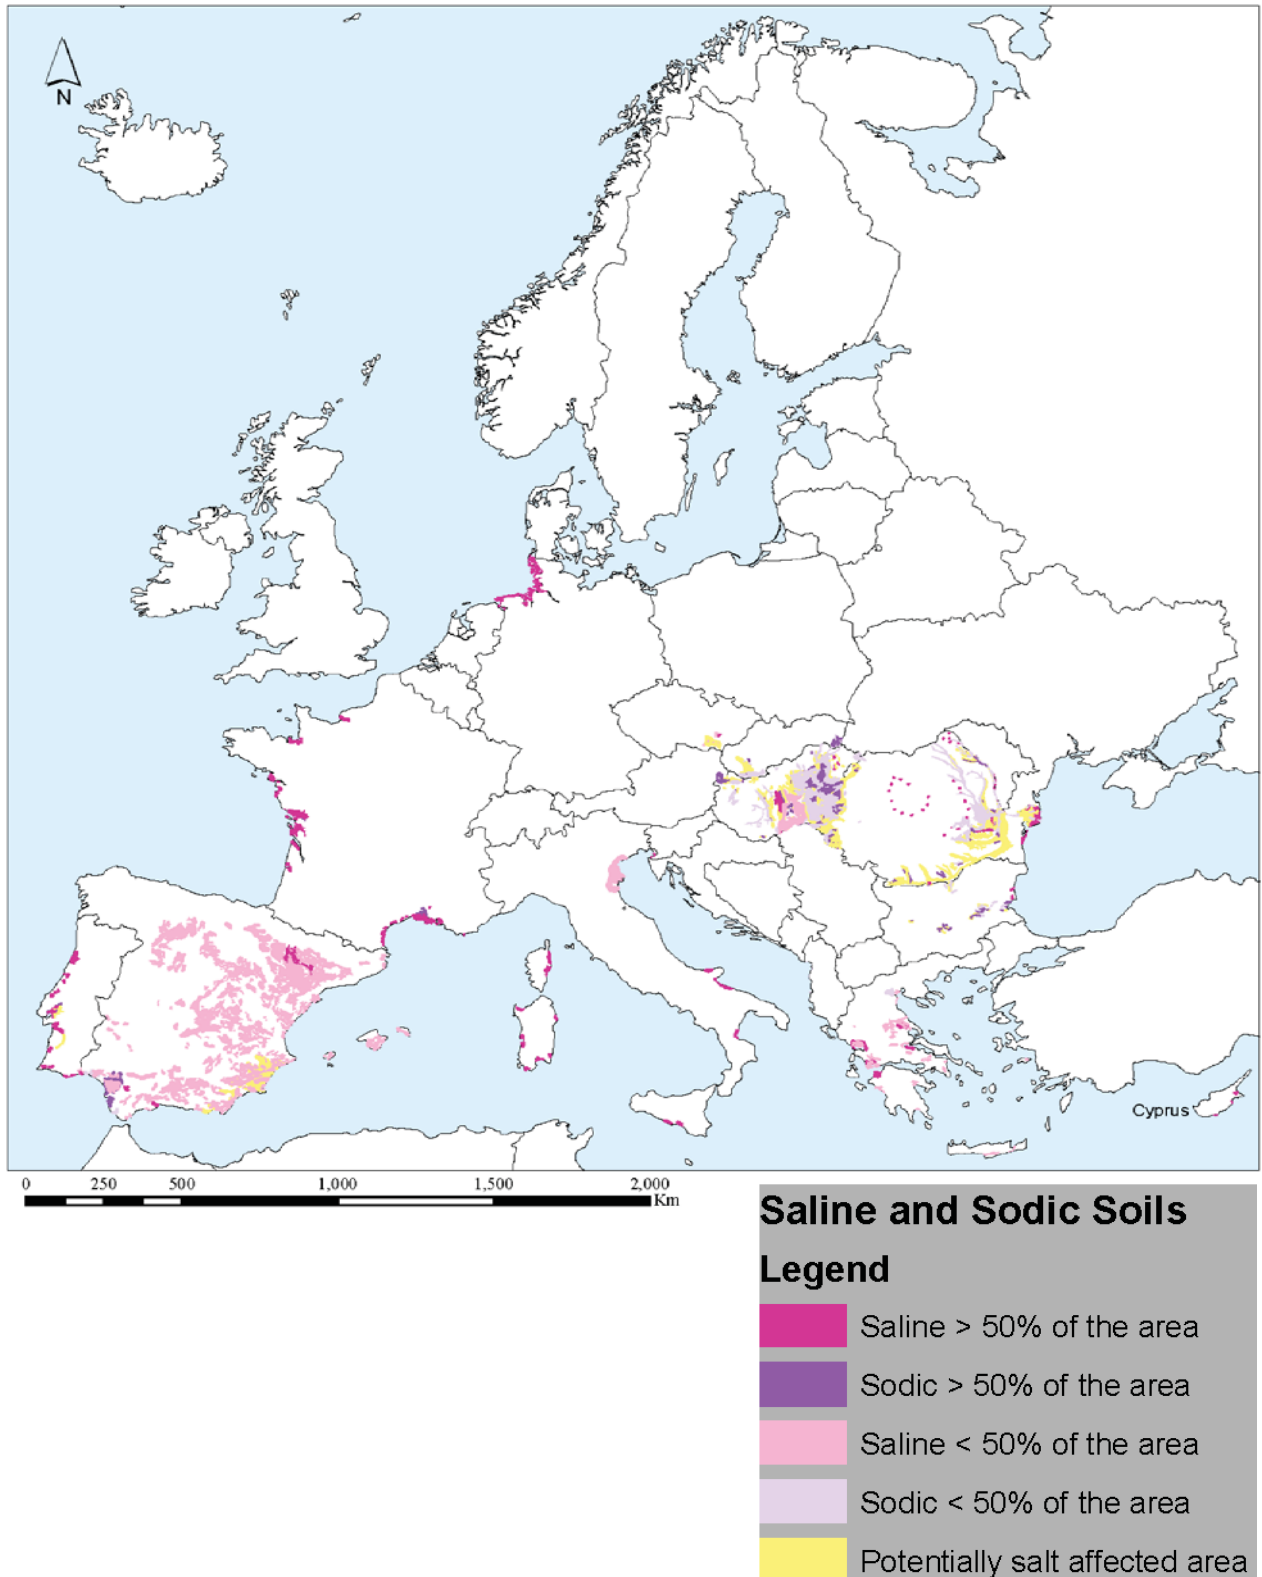 N
Cyprus
0 250 500 1,000 1,500 2,000
Km
Saline and Sodic Soils
Legend
Saline > 50% of the area
Sodic > 50% of the area
Saline < 50% of the area
Sodic < 50% of the area
Potentially salt affected area